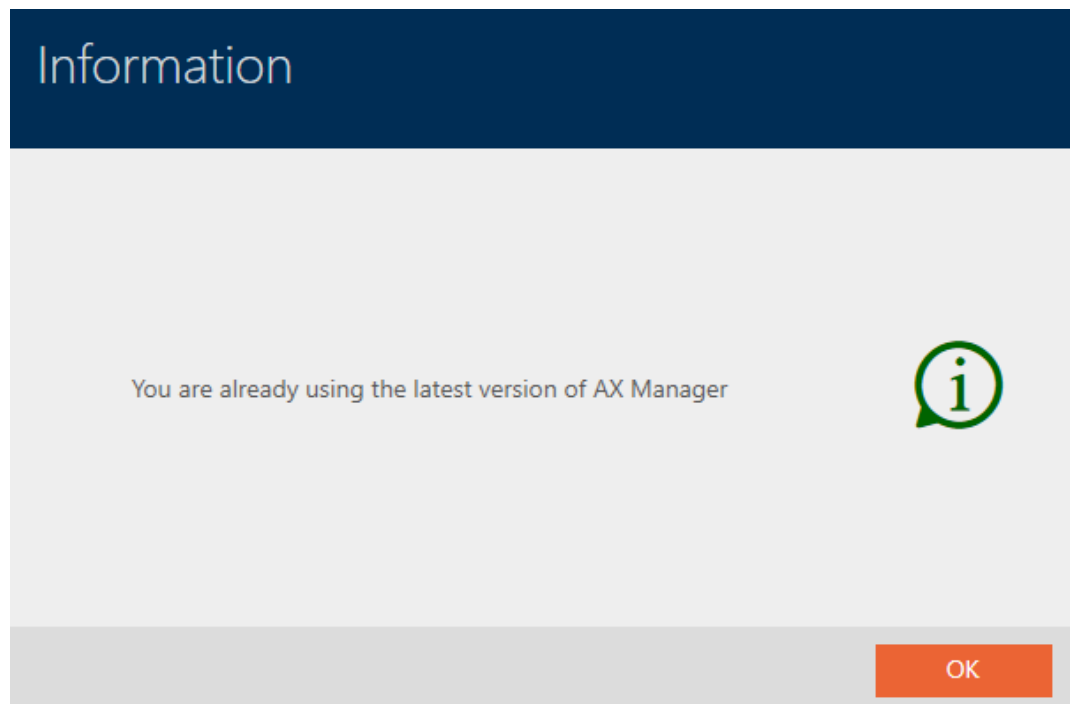 Information
You are already using the latest version of AX Manager
i
OK